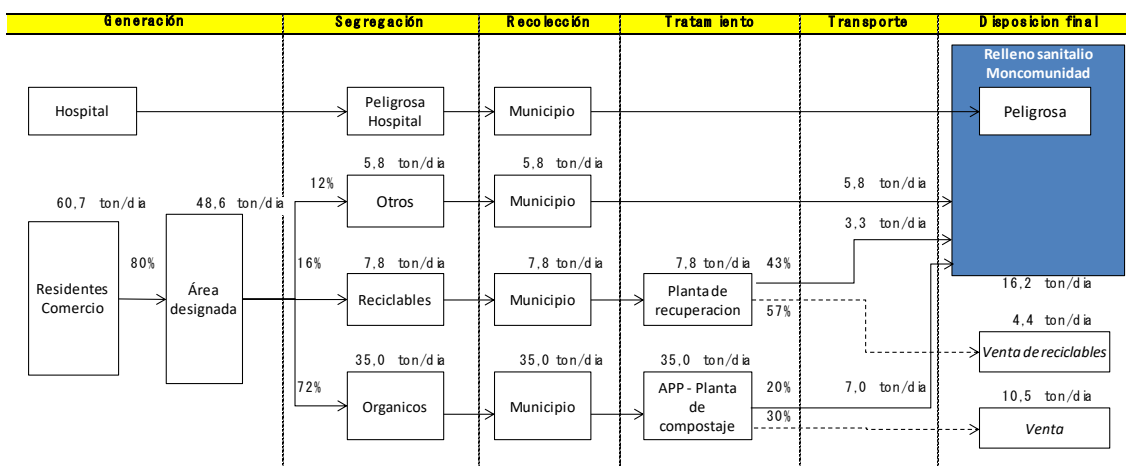 Generación
Segregación
Recolección
Tratamiento
Transporte
Disposicion final
Relleno sanitalio
Moncomunidad
Hospital
Peligrosa
Hospital
Municipio
Peligrosa
5,8 ton/dia
5,8 ton/dia
12%
Otros
Municipio
5,8 ton/dia
60,7 ton/dia
48,6 ton/dia
3,3 ton/dia
80%
16%
7,8 ton/dia
7,8 ton/dia
7,8 ton/dia
43%
Residentes
Comercio
Área
designada
Reciclables
Municipio
Planta de
recuperacion
57%
16,2 ton/dia
4,4 ton/dia
Venta de reciclables
35,0 ton/dia
35,0 ton/dia
35,0 ton/dia
72%
Organicos
Municipio
APP - Planta
de
compostaje
20%
30%
7,0 ton/dia
10,5 ton/dia
Venta